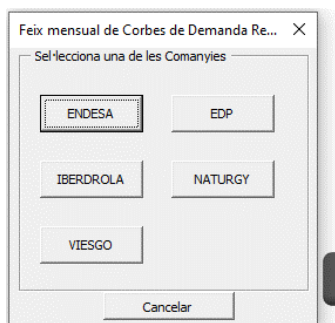 Feix mensual de Corbes de Demanda Re...
Sel·lecciona una de les Comanyies
ENDESA EDP
IBERDROLA NATURGY
VIESGO
Cancelar